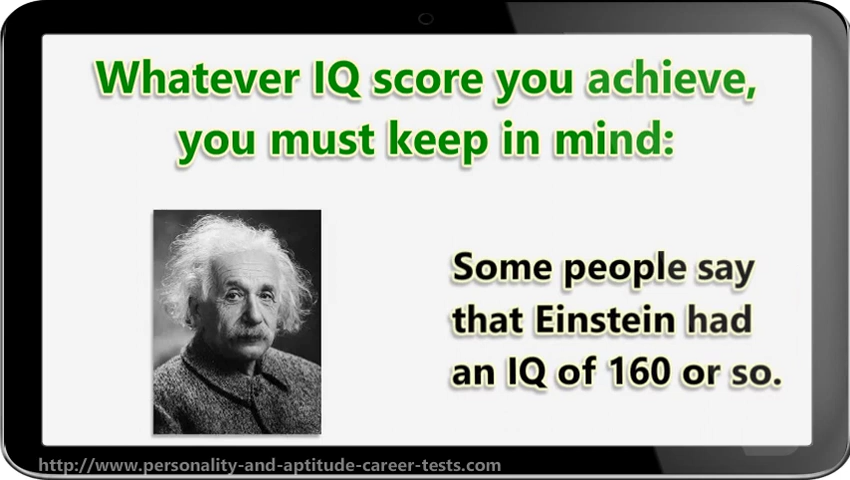 Whatever IQ score you achieve,
you must keep in mind:
Some people say
that Einstein had
an IQ of 160 or so.
http://www.personality-and-aptitude-career-tests.com